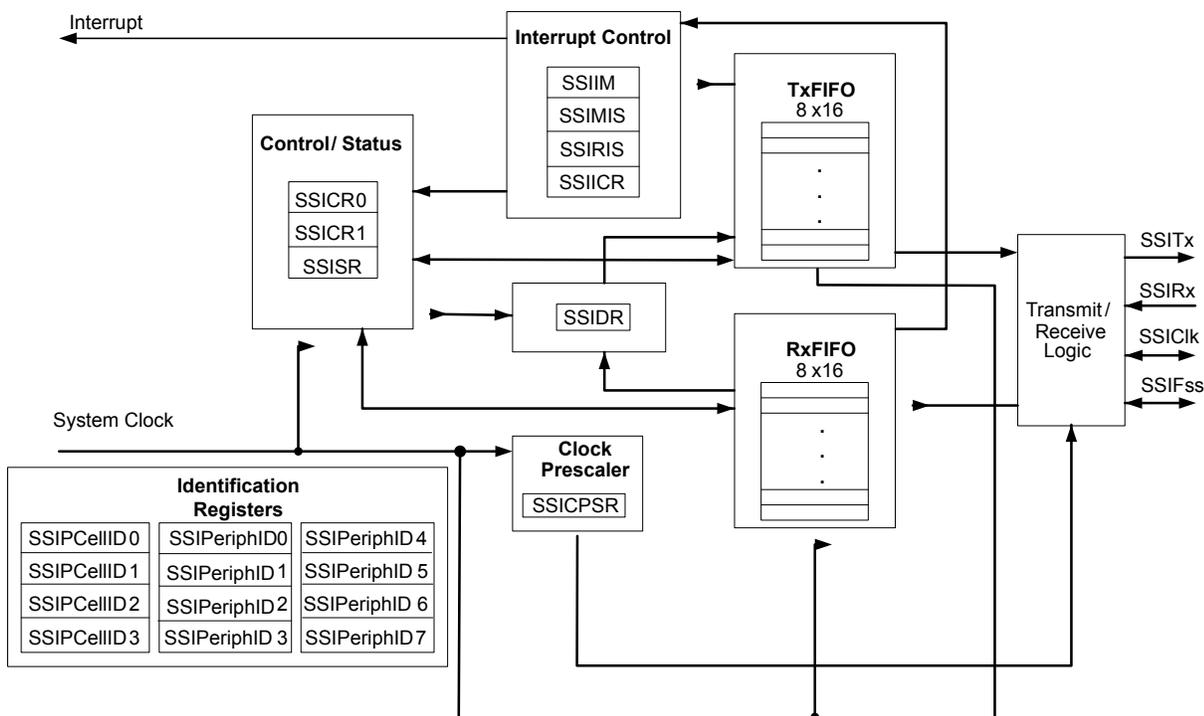 Interrupt
Interrupt Control
SSIIM
SSIMIS
SSIRIS
SSIICR
TxFIFO
8 x16
.
.
.
Control/ Status
SSICR0
SSICR1
SSISR
SSIDR
RxFIFO
8 x16
.
.
.
Transmit /
Receive
Logic
SSITx
SSIRx
SSIClk
SSIFss
System Clock
Clock
Prescaler
SSICPSR
Identification
Registers
SSIPCellID0 SSIPeriphID0 SSIPeriphID4
SSIPCellID1 SSIPeriphID1 SSIPeriphID5
SSIPCellID2 SSIPeriphID2 SSIPeriphID6
SSIPCellID3 SSIPeriphID3 SSIPeriphID7